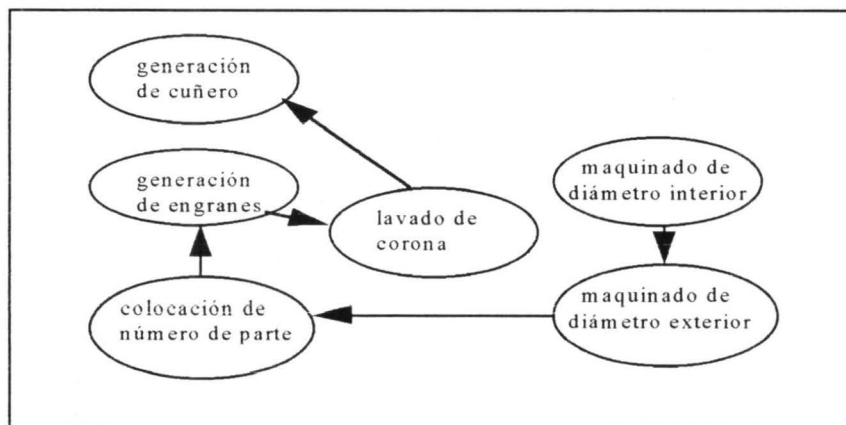 generación
de cuñero
generación
de engranes
lavado de
corona
maquinado de
diámetro interior
colocación de
número de parte
maquinado de
diámetro exterior